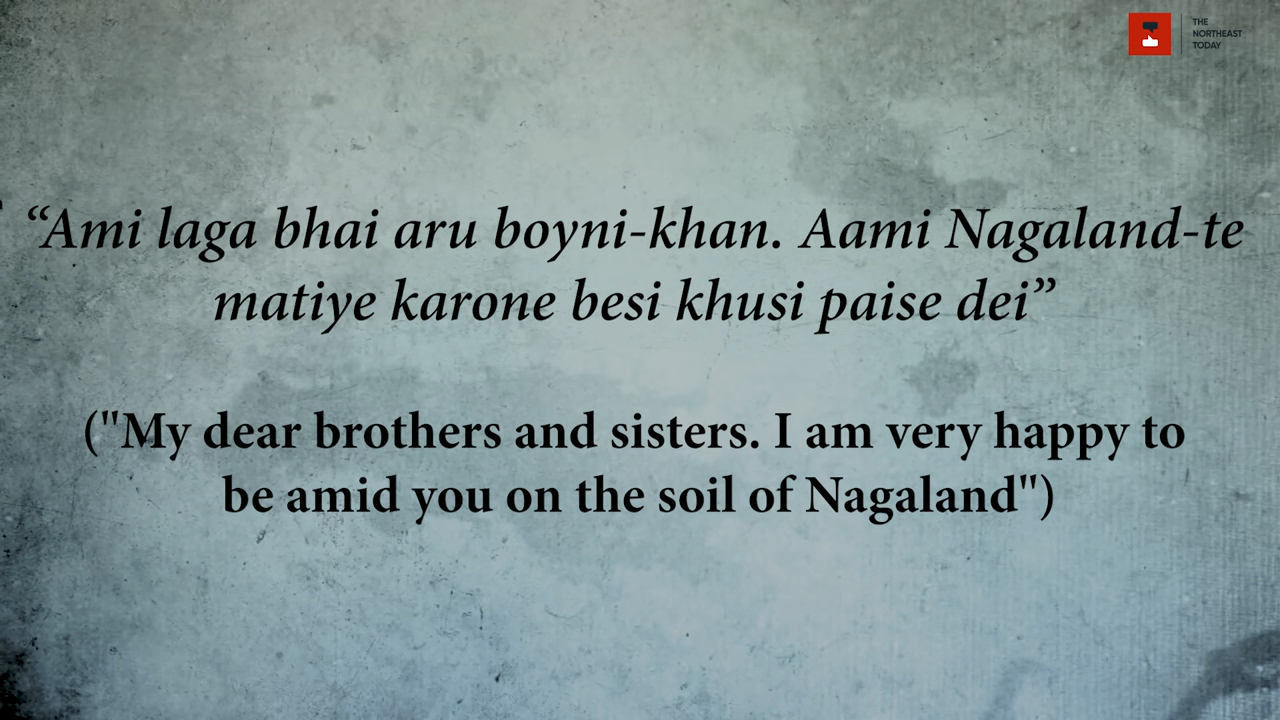 THE
NORTHEAST
TODAY
“Ami laga bhai aru boyni-khan. Aami Nagaland-te
matiye karone besi khusi paise dei”
("My dear brothers and sisters. I am very happy to
be amid you on the soil of Nagaland")